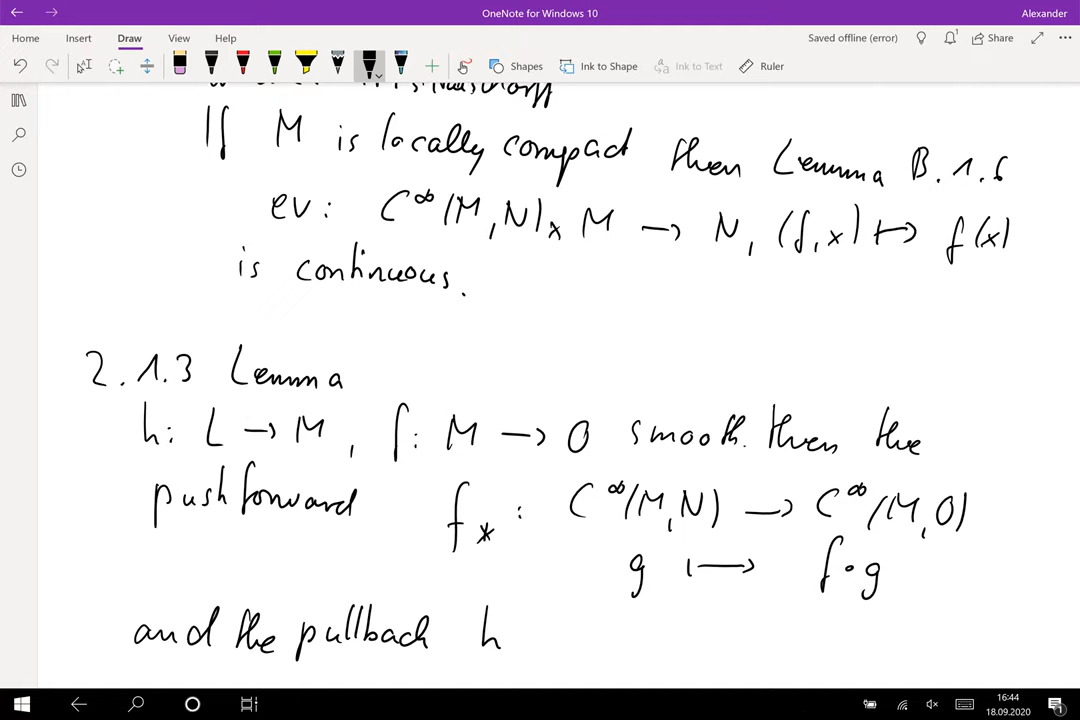 OneNote for Windows 10
Alexander
Home Insert Draw View Help
Saved offline (error)
Share
Shapes
Ink to Shape
Ink to Text
Ruler
If M is locally compact then Lemma B.1.6
ev: C^∞(M,N) × M → N, (f,x) ↦ f(x)
is continuous.
2.1.3 Lemma
h: L → M, f: M → O smooth. then the
pushforward f_* : C^∞(M,N) → C^∞(M,O)
g ↦ f∘g
and the pullback h
16:44
18.09.2020